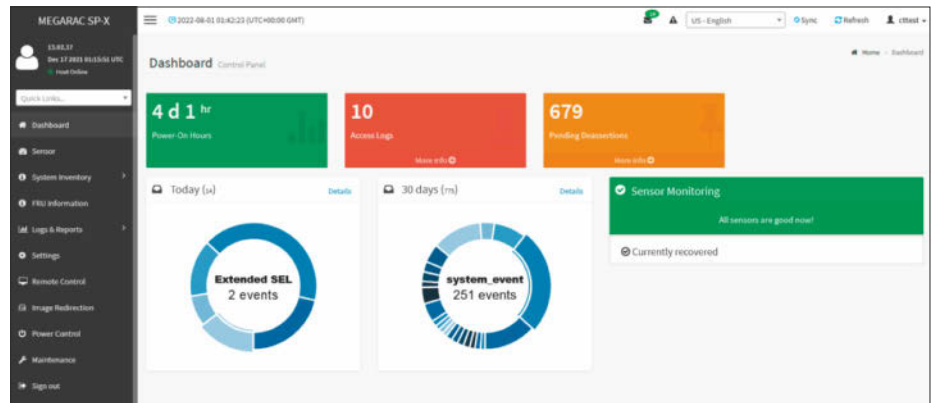 MEGARAC SP-X
2022-08-01 01:42:23 (UTC+00:00 GMT)
US - English
Sync
Refresh
cttest
13.02.17
Dec 17 2021 01:15:51 UTC
Host Online
Quick Links...
Dashboard
Sensor
System Inventory
FRU Information
Logs & Reports
Settings
Remote Control
Image Redirection
Power Control
Maintenance
Sign out
Dashboard Control Panel
Home - Dashboard
4 d 1 hr
Power-On Hours
10
Access Logs
More info
679
Pending Deassertions
More info
Today
Details
Extended SEL
2 events
30 days
Details
system_event
251 events
Sensor Monitoring
All sensors are good now!
Currently recovered